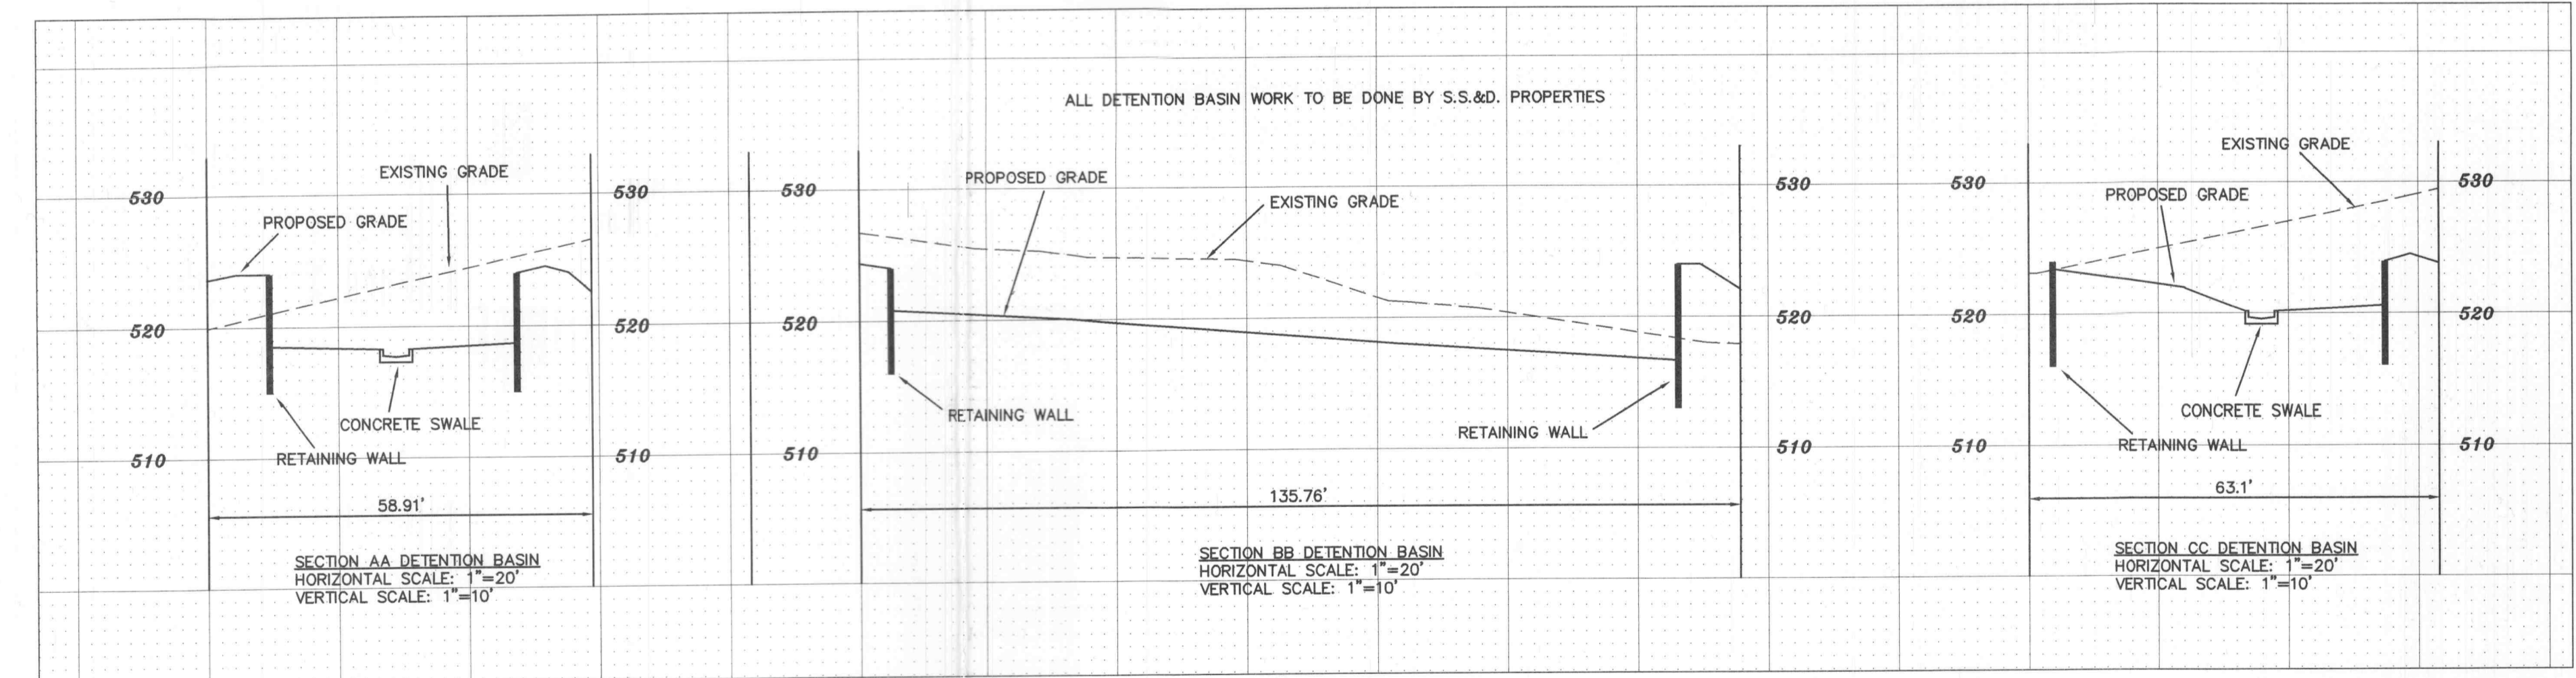 ALL DETENTION BASIN WORK TO BE DONE BY S.S.&D. PROPERTIES
EXISTING GRADE
PROPOSED GRADE
530
530
520
520
510
510
CONCRETE SWALE
RETAINING WALL
58.91'
SECTION AA DETENTION BASIN
HORIZONTAL SCALE: 1"=20'
VERTICAL SCALE: 1"=10'
PROPOSED GRADE
EXISTING GRADE
530
530
520
520
510
510
RETAINING WALL
RETAINING WALL
135.76'
SECTION BB DETENTION BASIN
HORIZONTAL SCALE: 1"=20'
VERTICAL SCALE: 1"=10'
EXISTING GRADE
PROPOSED GRADE
530
530
520
520
510
510
CONCRETE SWALE
RETAINING WALL
63.1'
SECTION CC DETENTION BASIN
HORIZONTAL SCALE: 1"=20'
VERTICAL SCALE: 1"=10'